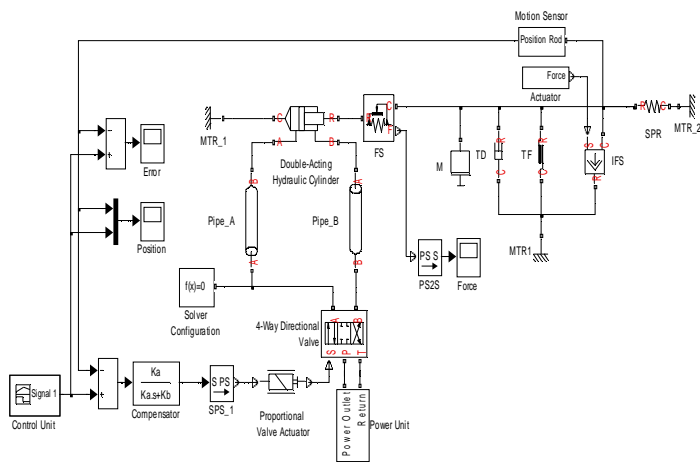 Motion Sensor
Position Rod
Force
Actuator
MTR_1
C
R
A
B
Double-Acting
Hydraulic Cylinder
R
C
F
FS
M
TD
R
C
TF
R
C
S
C
R
IFS
R
C
SPR
MTR_2
MTR1
Error
Position
B
Pipe_A
A
A
Pipe_B
B
PS S
PS2S
Force
f(x)=0
Solver
Configuration
4-Way Directional
Valve
A
B
S
P
T
Signal 1
Control Unit
Ka
Ka.s+Kb
Compensator
S PS
SPS_1
Proportional
Valve Actuator
Power Outlet
Return
Power Unit